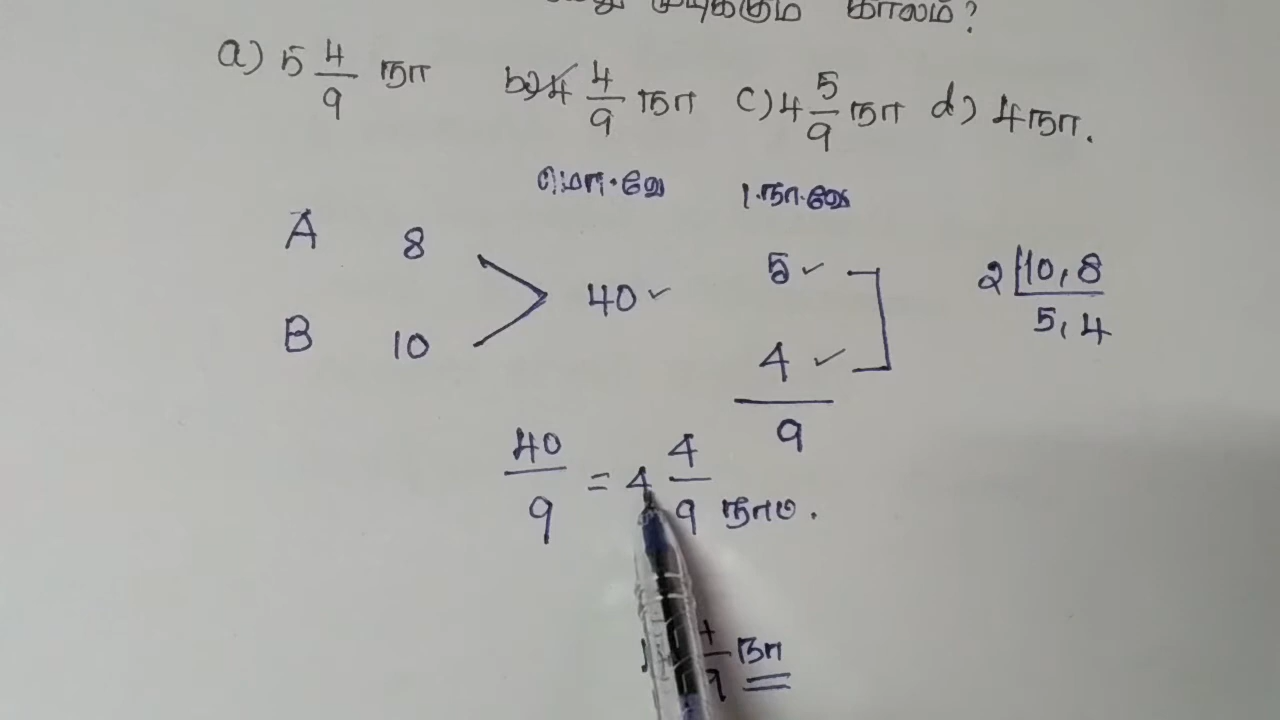 முடிக்கும் காலம்?
a) 5 4/9 நா b) 4 4/9 நா c) 4 5/9 நா d) 4 நா.
மொ.வே 1.நா.வே
A 8 5 ✓ 2 | 10, 8
40 ✓ 5, 4
B 10 4 ✓
9
40/9 = 4 4/9 நாம் .
நா